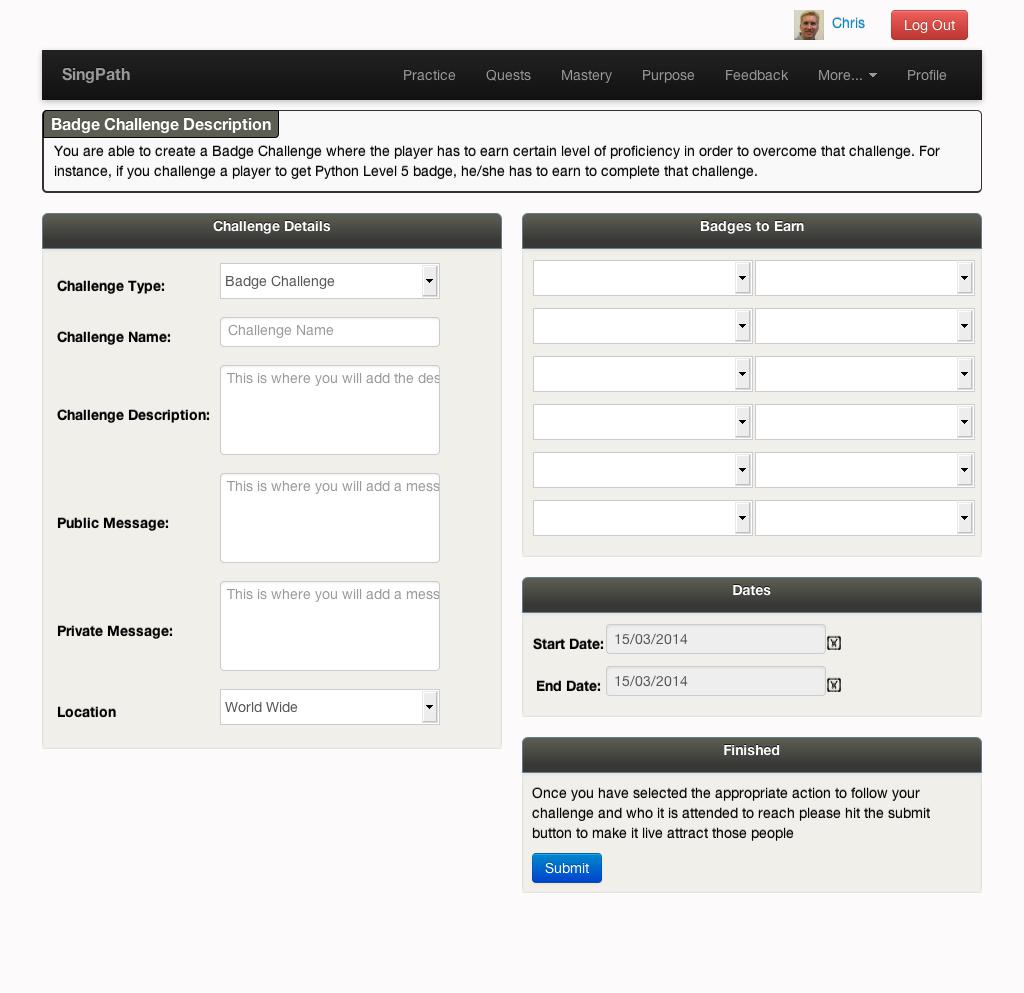 Chris
Log Out
SingPath
Practice
Quests
Mastery
Purpose
Feedback
More...
Profile
Badge Challenge Description
You are able to create a Badge Challenge where the player has to earn certain level of proficiency in order to overcome that challenge. For
instance, if you challenge a player to get Python Level 5 badge, he/she has to earn to complete that challenge.
Challenge Details
Challenge Type:
Badge Challenge
Challenge Name:
Challenge Name
Challenge Description:
This is where you will add the des
Public Message:
This is where you will add a mess
Private Message:
This is where you will add a mess
Location
World Wide
Badges to Earn
Dates
Start Date:
15/03/2014
End Date:
15/03/2014
Finished
Once you have selected the appropriate action to follow your
challenge and who it is attended to reach please hit the submit
button to make it live attract those people
Submit